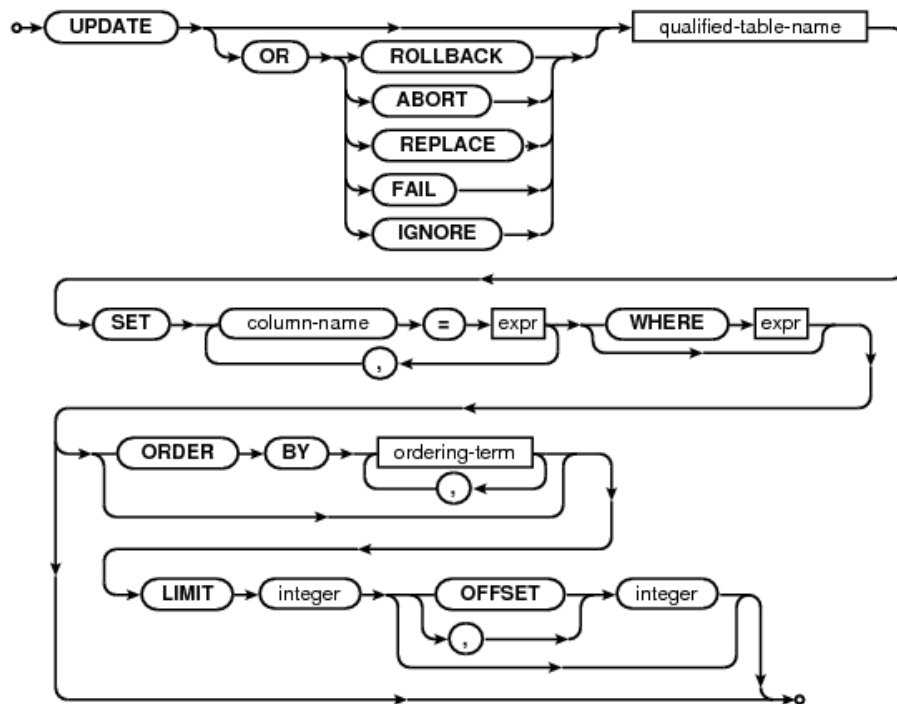 UPDATE qualified-table-name
OR ROLLBACK
ABORT
REPLACE
FAIL
IGNORE
SET column-name = expr WHERE expr
,
ORDER BY ordering-term
,
LIMIT integer OFFSET integer
,